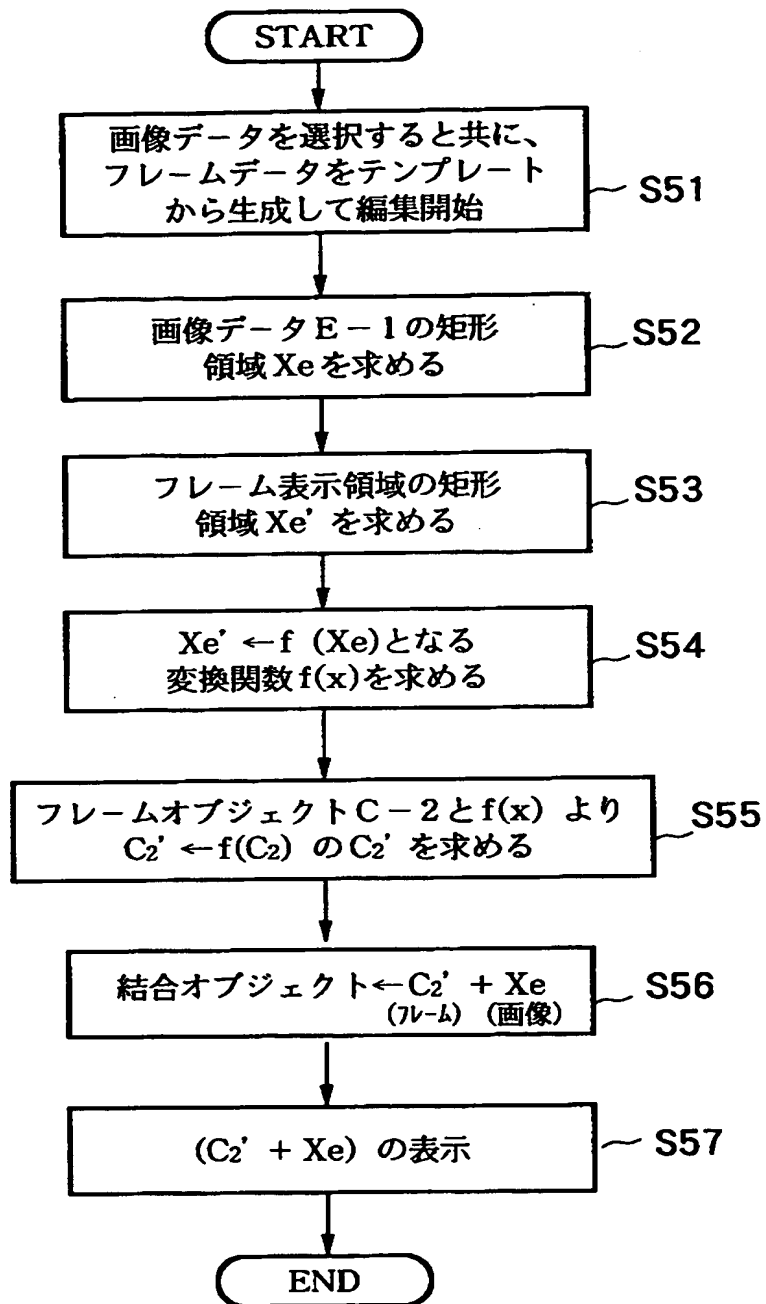 START
画像データを選択すると共に、
フレームデータをテンプレート
から生成して編集開始
S51
画像データE-1の矩形
領域Xeを求める
S52
フレーム表示領域の矩形
領域Xe'を求める
S53
Xe'←f (Xe)となる
変換関数f(x)を求める
S54
フレームオブジェクトC-2とf(x) より
C₂'←f(C₂) のC₂'を求める
S55
結合オブジェクト←C₂' + Xe
(フレーム) (画像)
S56
(C₂' + Xe) の表示
S57
END